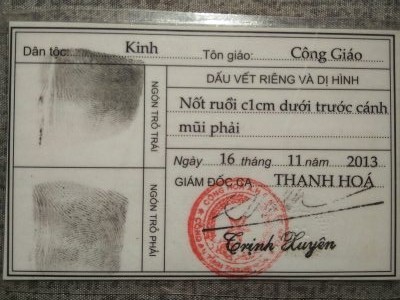 Dân tộc: Kinh Tôn giáo: Công Giáo
NGÓN TRỎ TRÁI
NGÓN TRỎ PHẢI
DẤU VẾT RIÊNG VÀ DỊ HÌNH
Nốt ruồi c1cm dưới trước cánh
mũi phải
Ngày 16 tháng 11 năm 2013
GIÁM ĐỐC CA THANH HOÁ
Trịnh Xuyên